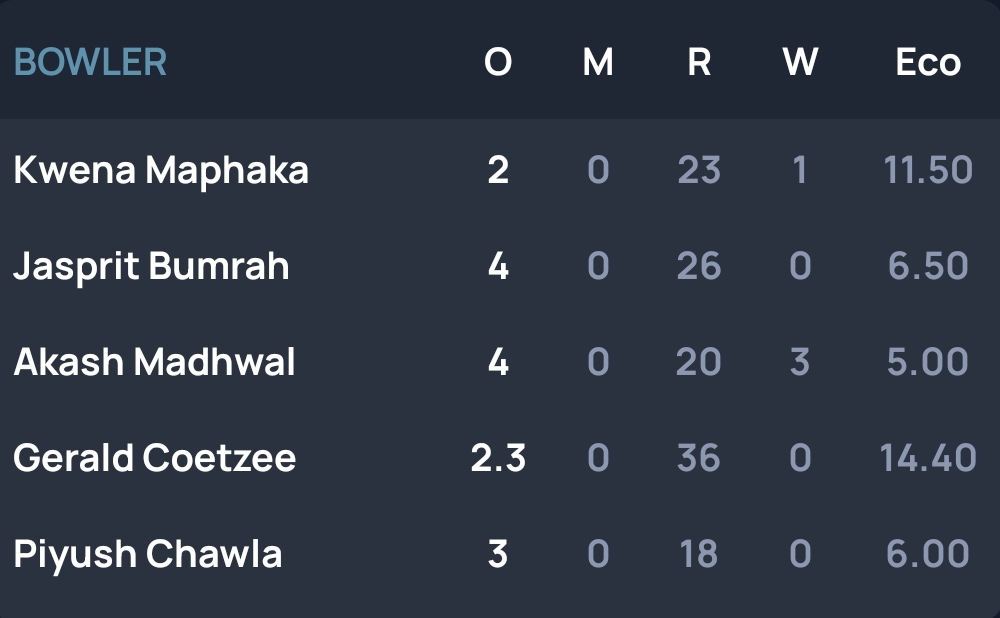 BOWLER O M R W Eco
Kwena Maphaka 2 0 23 1 11.50
Jasprit Bumrah 4 0 26 0 6.50
Akash Madhwal 4 0 20 3 5.00
Gerald Coetzee 2.3 0 36 0 14.40
Piyush Chawla 3 0 18 0 6.00